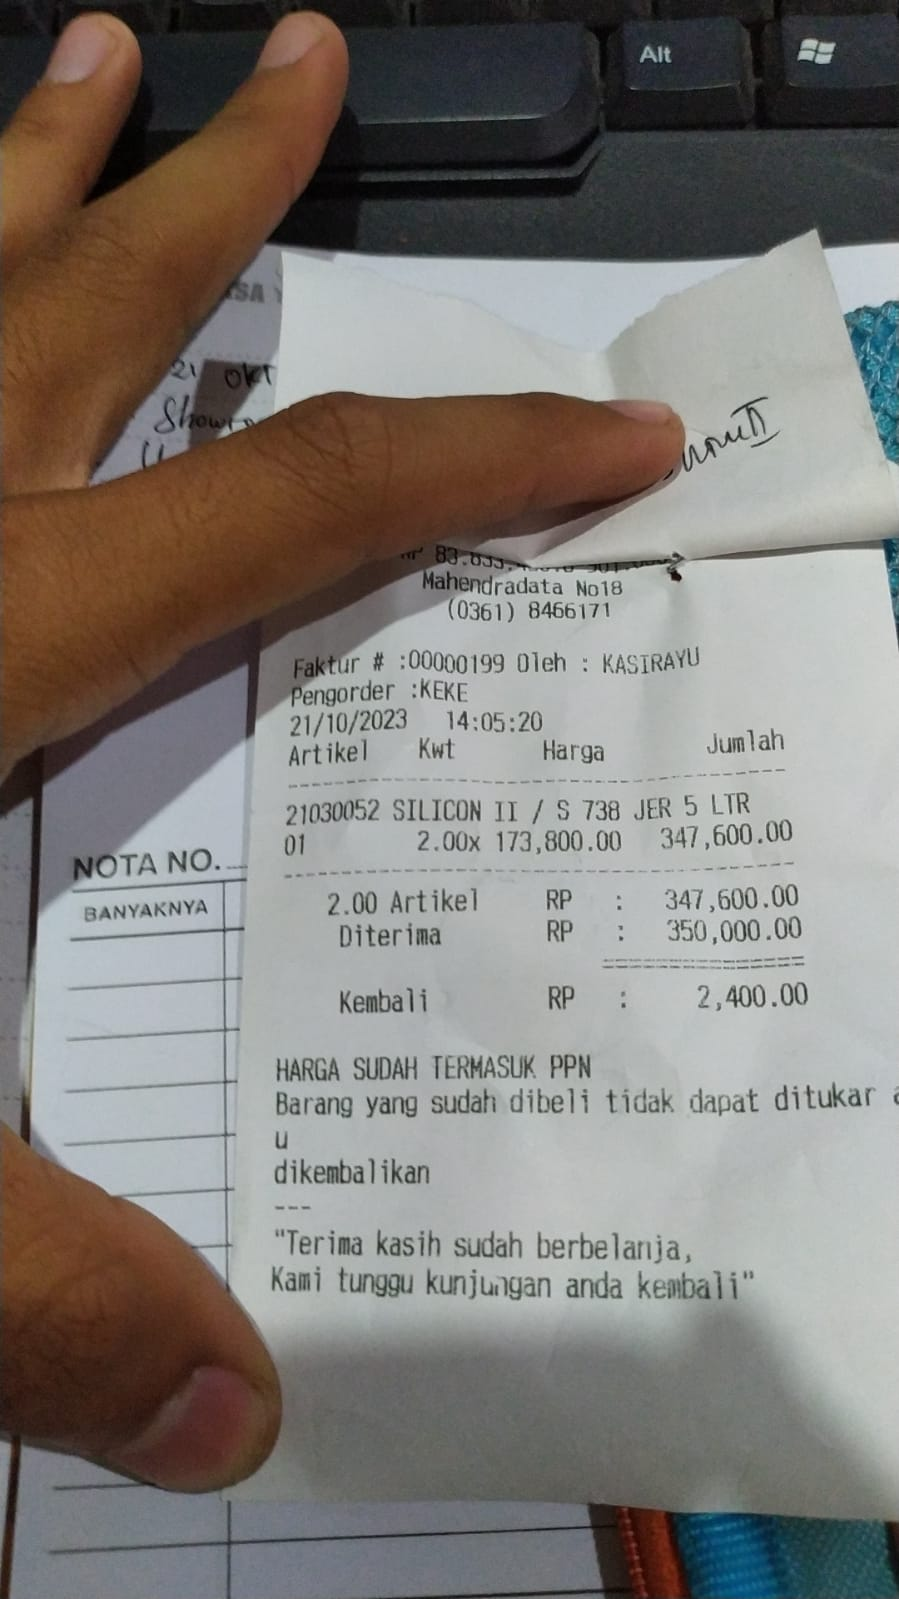 Alt
21 OKT
NOTA NO.
BANYAKNYA
Mahendradata No18
(0361) 8466171
Faktur # :00000199 Oleh : KASIRAYU
Pengorder :KEKE
21/10/2023 14:05:20
Artikel Kwt Harga Jumlah
21030052 SILICON II / S 738 JER 5 LTR
01 2.00x 173,800.00 347,600.00
2.00 Artikel RP : 347,600.00
Diterima RP : 350,000.00
Kembali RP : 2,400.00
HARGA SUDAH TERMASUK PPN
Barang yang sudah dibeli tidak dapat ditukar a
u
dikembalikan
---
"Terima kasih sudah berbelanja,
Kami tunggu kunjungan anda kembali"